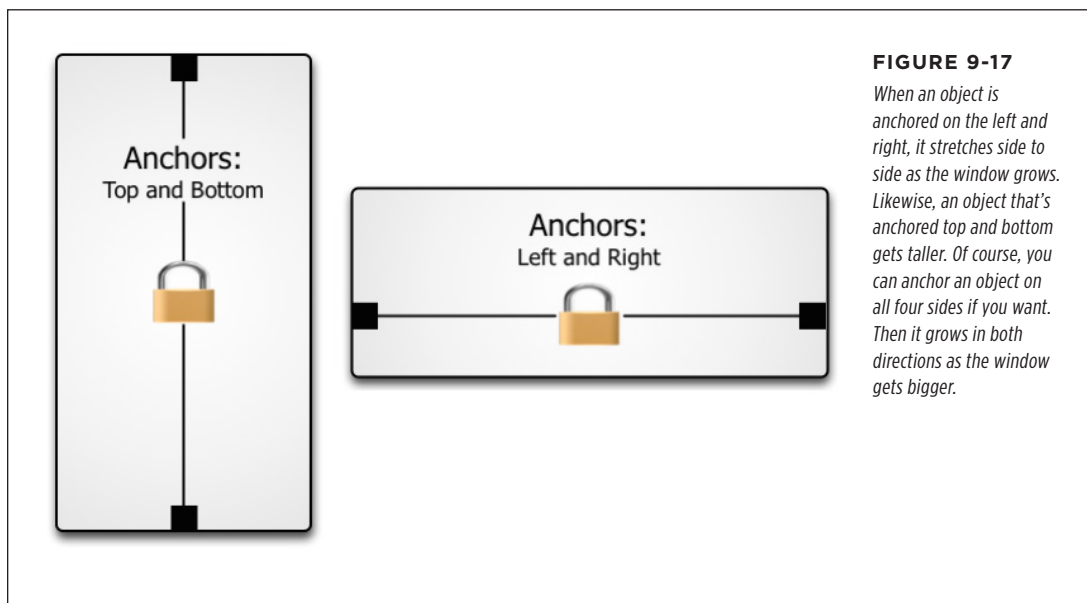 Anchors:
Top and Bottom
Anchors:
Left and Right
FIGURE 9-17
When an object is
anchored on the left and
right, it stretches side to
side as the window grows.
Likewise, an object that's
anchored top and bottom
gets taller. Of course, you
can anchor an object on
all four sides if you want.
Then it grows in both
directions as the window
gets bigger.